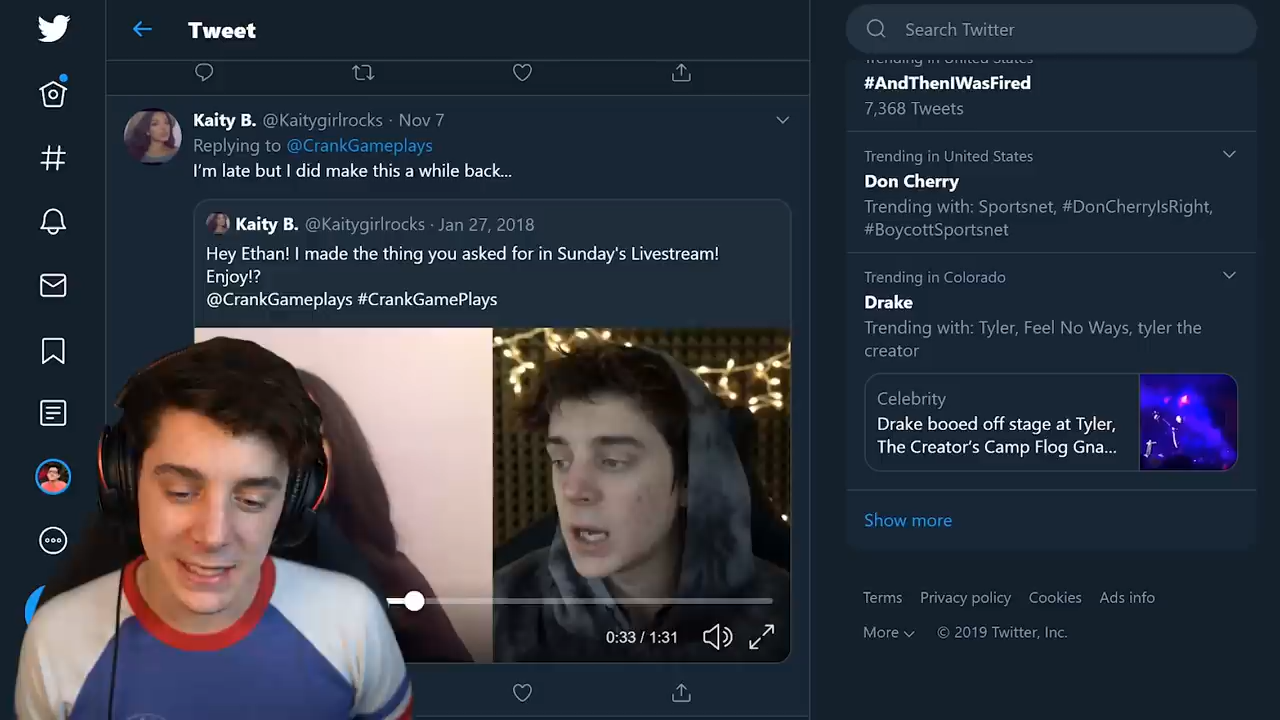 Tweet
Kaity B. @Kaitygirlrocks · Nov 7
Replying to @CrankGameplays
I'm late but I did make this a while back...
Kaity B. @Kaitygirlrocks · Jan 27, 2018
Hey Ethan! I made the thing you asked for in Sunday's Livestream!
Enjoy!?
@CrankGameplays #CrankGamePlays
0:33 / 1:31
Search Twitter
Trending in United States
#AndThenIWasFired
7,368 Tweets
Trending in United States
Don Cherry
Trending with: Sportsnet, #DonCherryIsRight,
#BoycottSportsnet
Trending in Colorado
Drake
Trending with: Tyler, Feel No Ways, tyler the
creator
Celebrity
Drake booed off stage at Tyler,
The Creator's Camp Flog Gna...
Show more
Terms Privacy policy Cookies Ads info
More © 2019 Twitter, Inc.